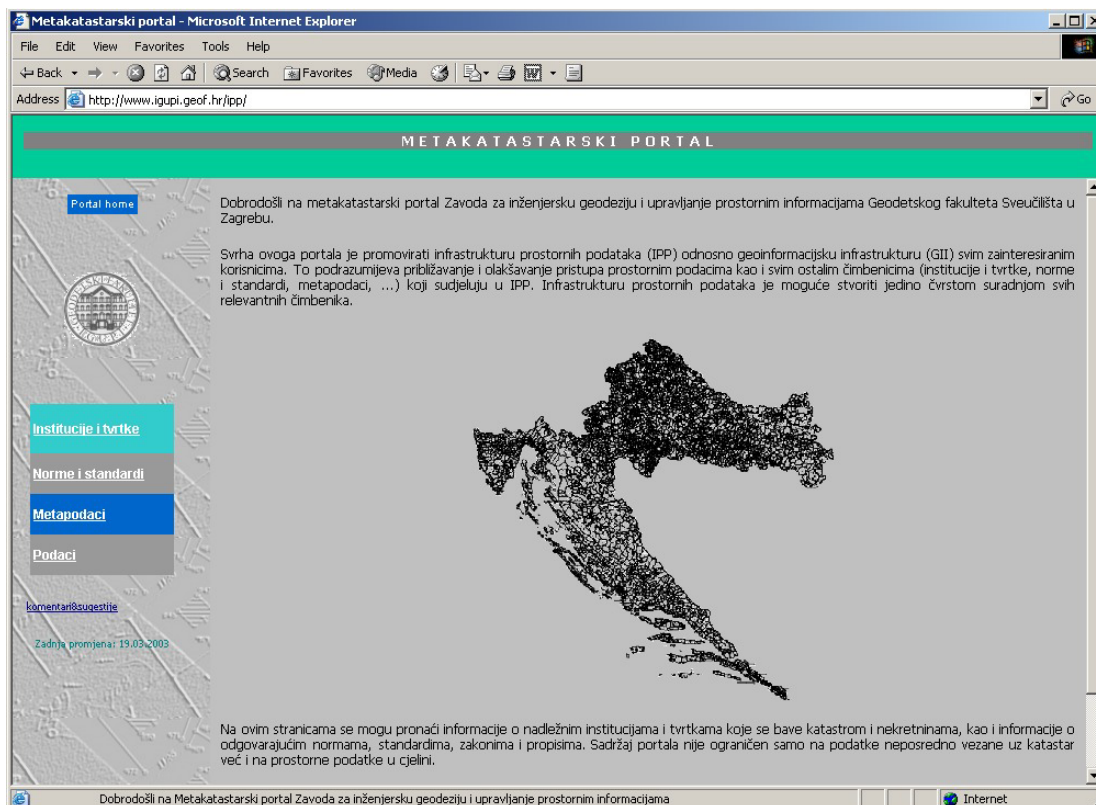 Metakatastarski portal - Microsoft Internet Explorer
File Edit View Favorites Tools Help
Back Search Favorites Media
Address http://www.igupi.geof.hr/ipp/ Go
METAKATASTARSKI PORTAL
Portal home
Institucije i tvrtke
Norme i standardi
Metapodaci
Podaci
komentari&sugestije
Zadnja promjena: 19.03.2003
Dobrodošli na metakatastarski portal Zavoda za inženjersku geodeziju i upravljanje prostornim informacijama Geodetskog fakulteta Sveučilišta u
Zagrebu.
Svrha ovoga portala je promovirati infrastrukturu prostornih podataka (IPP) odnosno geoinformacijsku infrastrukturu (GII) svim zainteresiranim
korisnicima. To podrazumijeva približavanje i olakšavanje pristupa prostornim podacima kao i svim ostalim čimbenicima (institucije i tvrtke, norme
i standardi, metapodaci, ...) koji sudjeluju u IPP. Infrastrukturu prostornih podataka je moguće stvoriti jedino čvrstom suradnjom svih
relevantnih čimbenika.
Na ovim stranicama se mogu pronaći informacije o nadležnim institucijama i tvrtkama koje se bave katastrom i nekretninama, kao i informacije o
odgovarajućim normama, standardima, zakonima i propisima. Sadržaj portala nije ograničen samo na podatke neposredno vezane uz katastar
već i na prostorne podatke u cjelini.
Dobrodošli na Metakatastarski portal Zavoda za inženjersku geodeziju i upravljanje prostornim informacijama
Internet